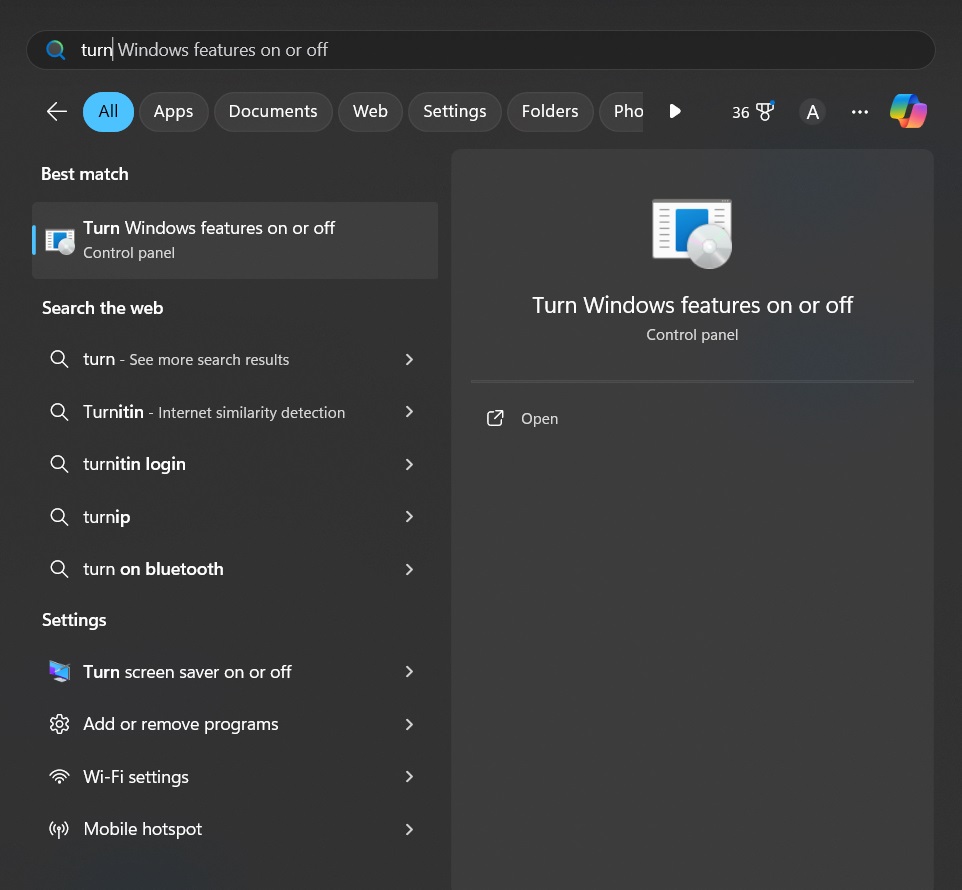 turn Windows features on or off
All Apps Documents Web Settings Folders Pho 36 A
Best match
Turn Windows features on or off
Control panel
Search the web
turn - See more search results
Turnitin - Internet similarity detection
turnitin login
turnip
turn on bluetooth
Settings
Turn screen saver on or off
Add or remove programs
Wi-Fi settings
Mobile hotspot
Turn Windows features on or off
Control panel
Open